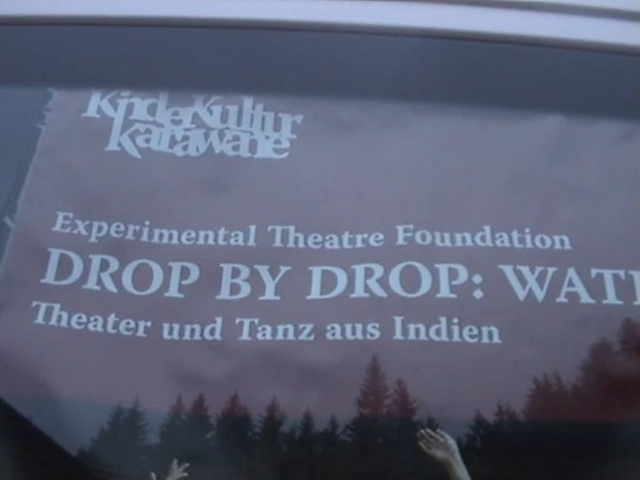 KinderKultur
Karawane
Experimental Theatre Foundation
DROP BY DROP:
Theater und Tanz aus Indien